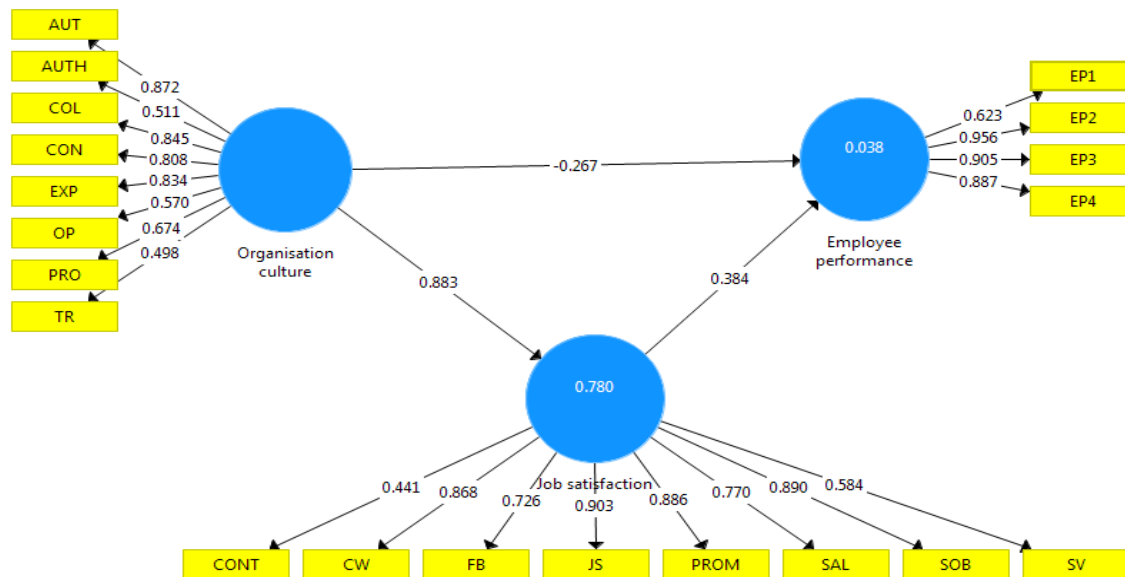 AUT
AUTH
COL
CON
EXP
OP
PRO
TR
0.872
0.511
0.845
0.808
0.834
0.570
0.674
0.498
Organisation
culture
-0.267
0.883
0.384
0.038
Employee
performance
0.623
0.956
0.905
0.887
EP1
EP2
EP3
EP4
0.780
Job satisfaction
0.441
0.868
0.726
0.903
0.886
0.770
0.890
0.584
CONT
CW
FB
JS
PROM
SAL
SOB
SV